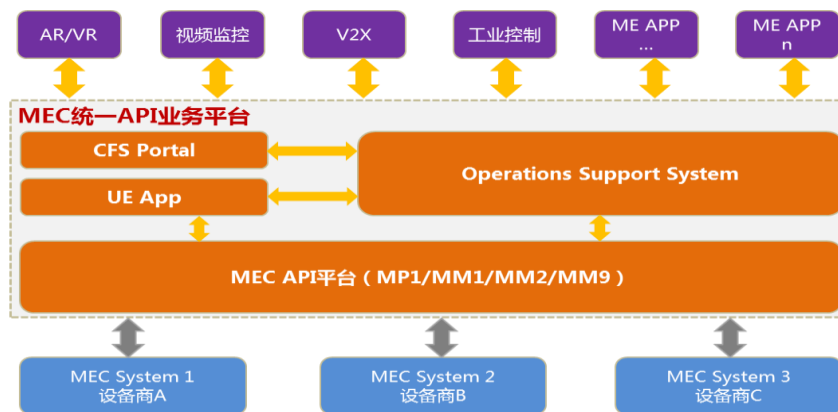 AR/VR
视频监控
V2X
工业控制
ME APP
...
ME APP
n
MEC统一API业务平台
CFS Portal
UE App
Operations Support System
MEC API平台（MP1/MM1/MM2/MM9）
MEC System 1
设备商A
MEC System 2
设备商B
MEC System 3
设备商C